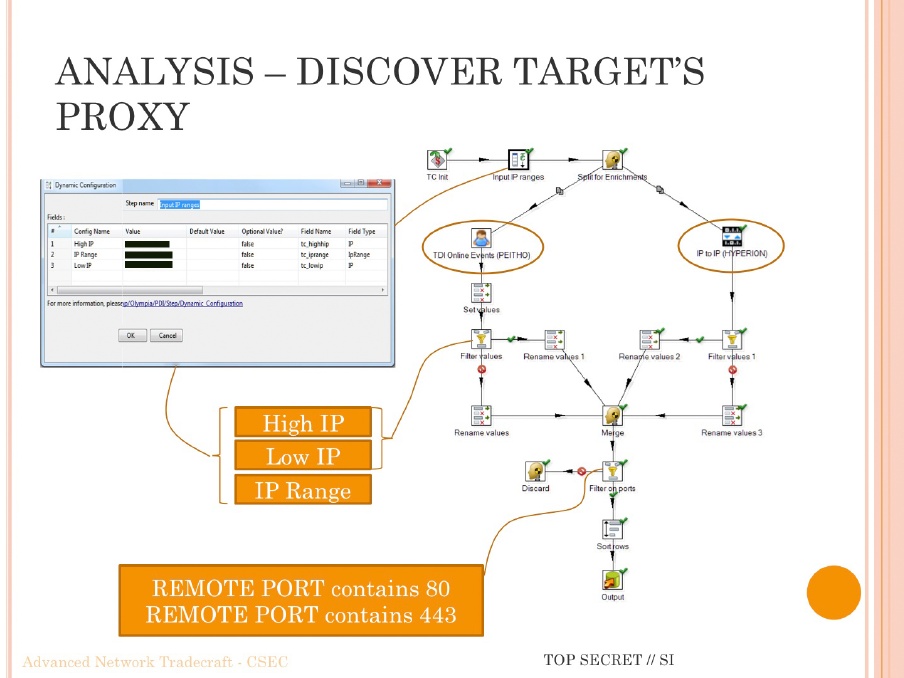 ANALYSIS – DISCOVER TARGET'S
PROXY
Dynamic Configuration
Step name Input IP ranges
Fields :
# Config Name Value Default Value Optional Value? Field Name Field Type
1 High IP false tc_highip IP
2 IP Range false tc_iprange IpRange
3 Low IP false tc_lowip IP
For more information, please go/Olympia/PDI/Step/Dynamic_Configuration
OK Cancel
TC Init
Input IP ranges
Split for Enrichments
TDI Online Events (PEITHO)
IP to IP (HYPERION)
Set values
Filter values
Rename values 1
Rename values 2
Filter values 1
Rename values
Merge
Rename values 3
Discard
Filter on ports
Sort rows
Output
High IP
Low IP
IP Range
REMOTE PORT contains 80
REMOTE PORT contains 443
Advanced Network Tradecraft - CSEC
TOP SECRET // SI